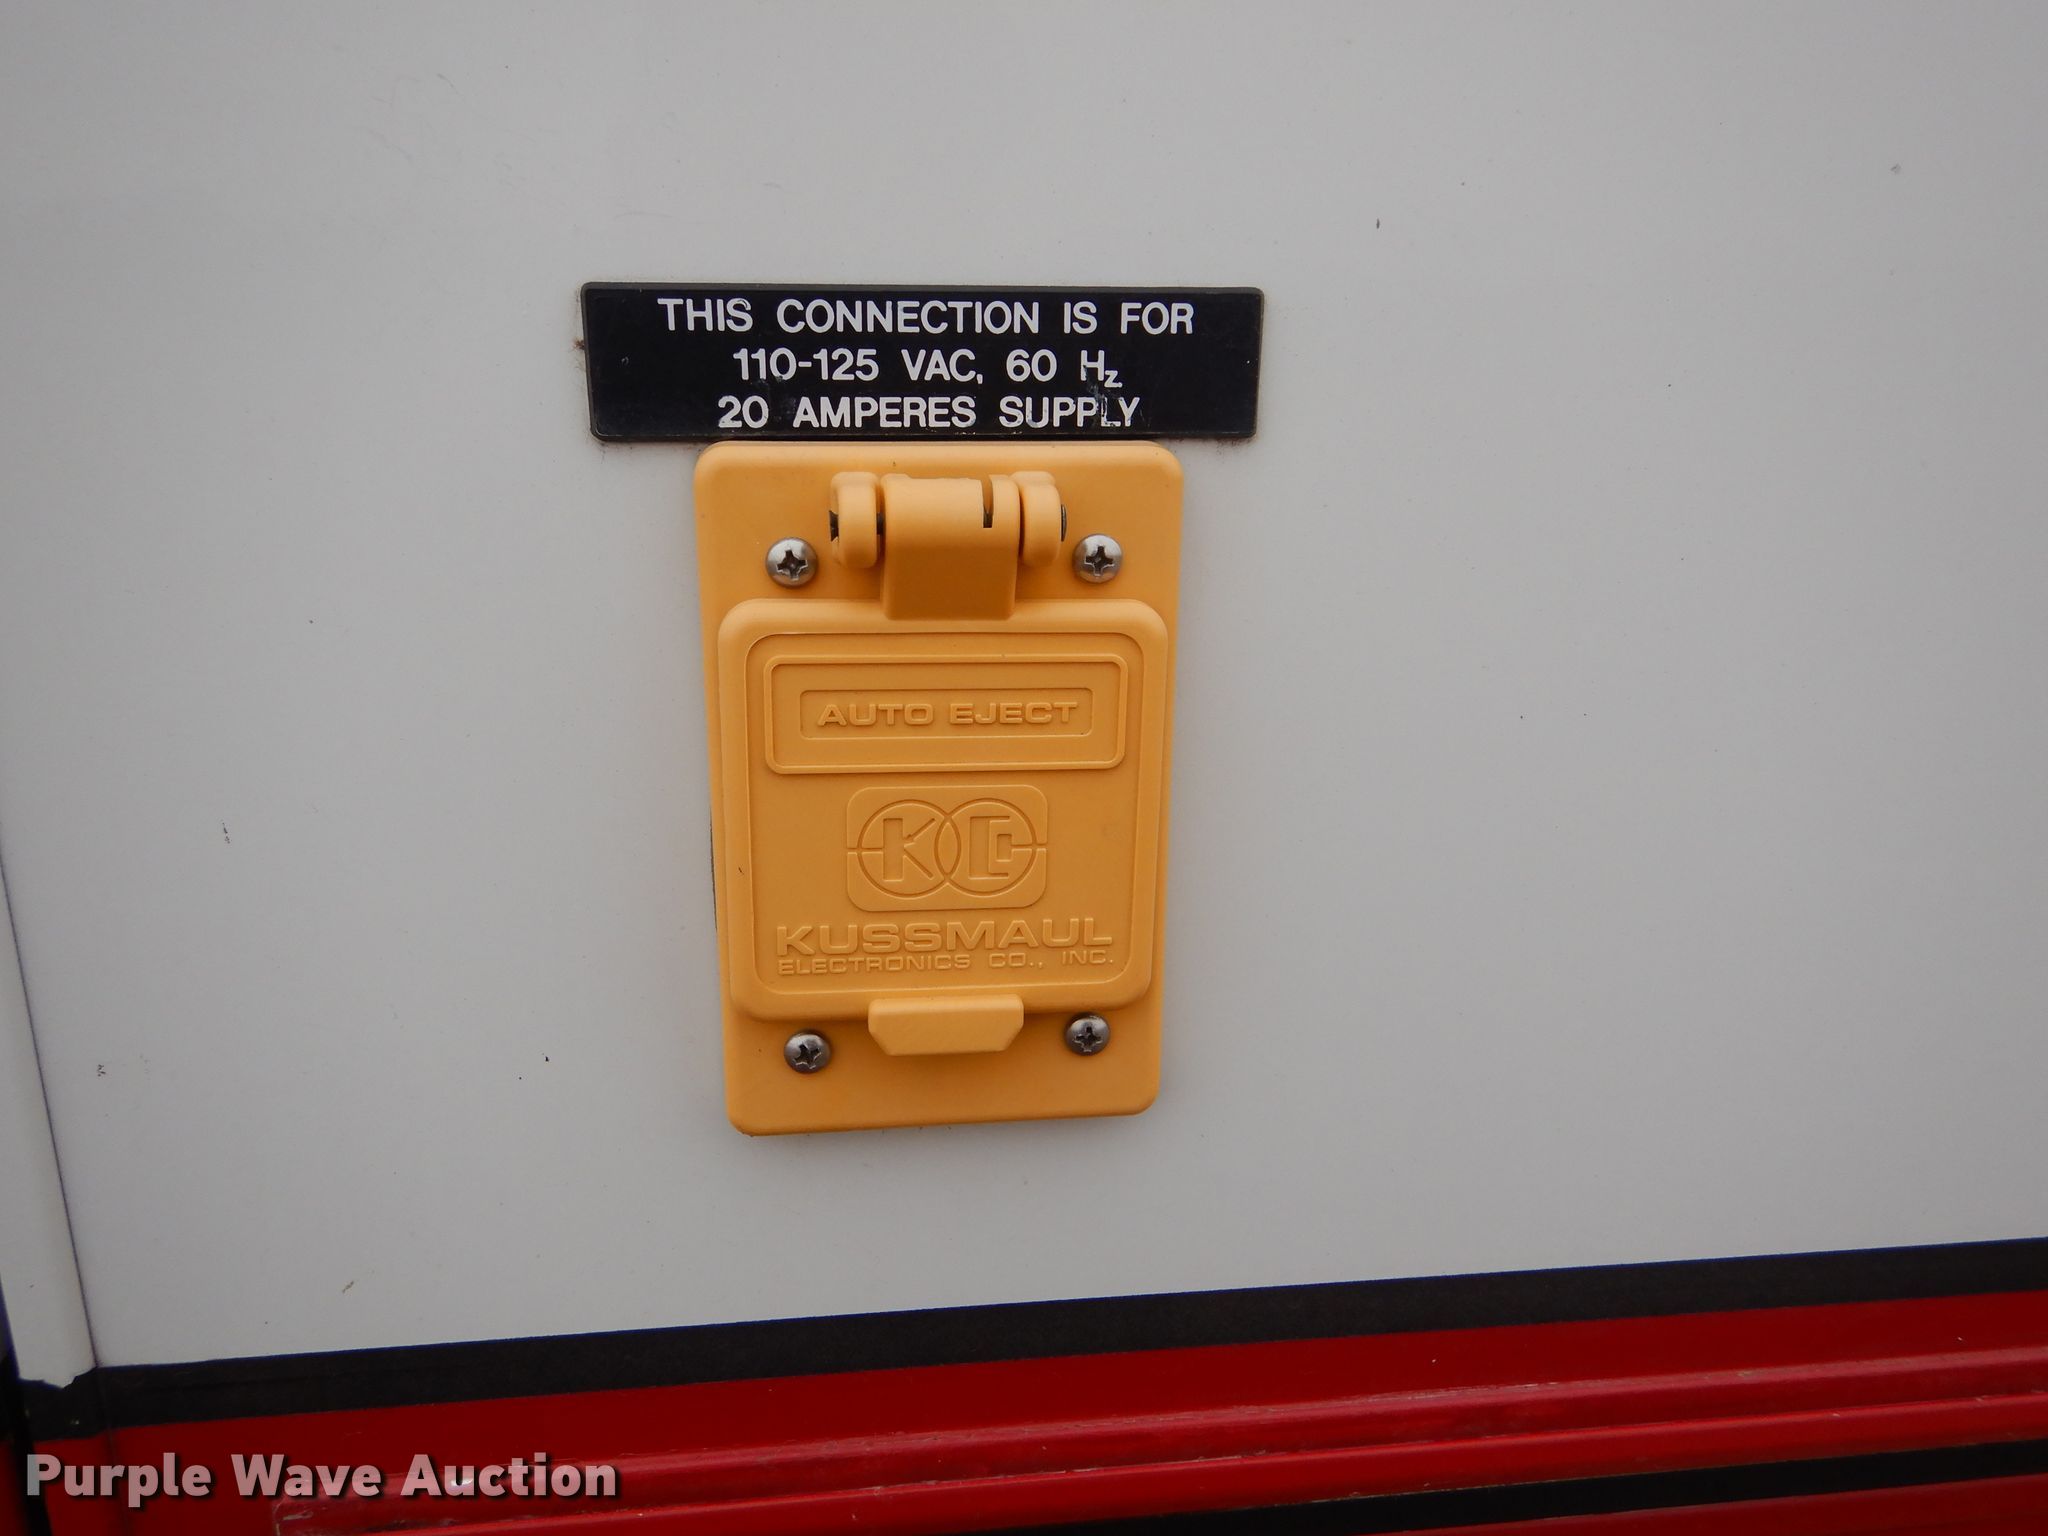 THIS CONNECTION IS FOR
110-125 VAC, 60 Hz
20 AMPERES SUPPLY
AUTO EJECT
KC
KUSSMAUL
ELECTRONICS CO., INC.
Purple Wave Auction